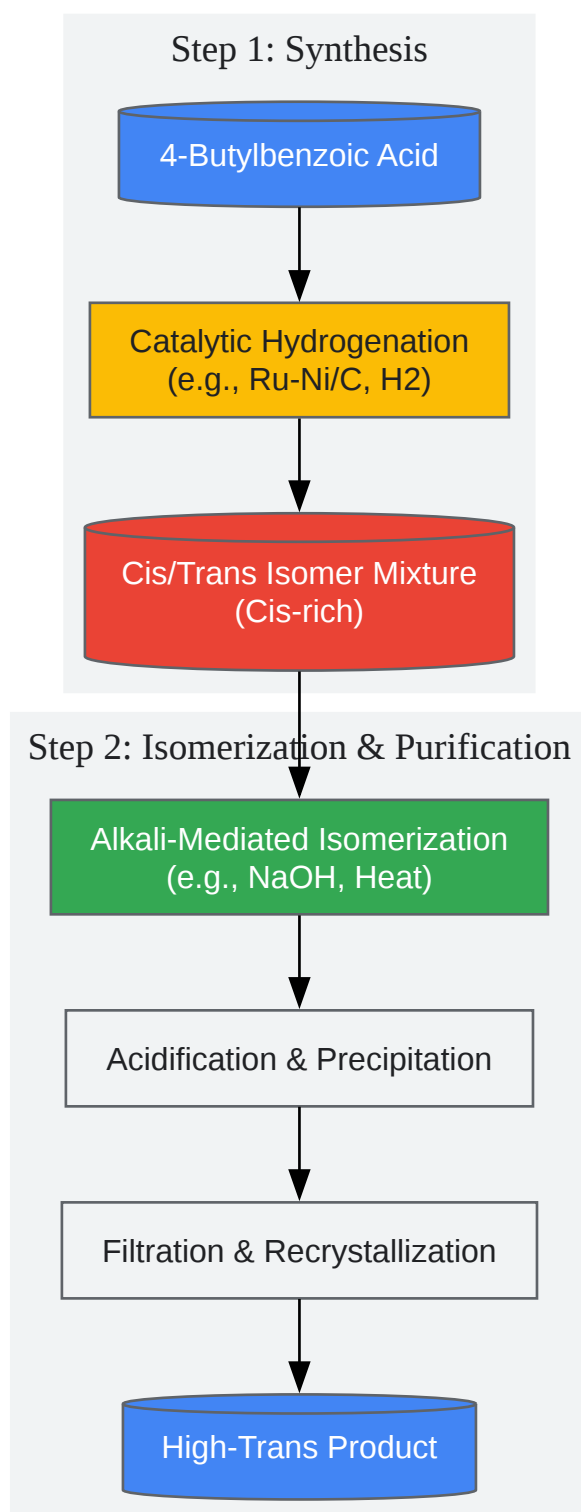 Step 1: Synthesis
4-Butylbenzoic Acid
Catalytic Hydrogenation
(e.g., Ru-Ni/C, H2)
Cis/Trans Isomer Mixture
(Cis-rich)
Step 2: Isomerization & Purification
Alkali-Mediated Isomerization
(e.g., NaOH, Heat)
Acidification & Precipitation
Filtration & Recrystallization
High-Trans Product